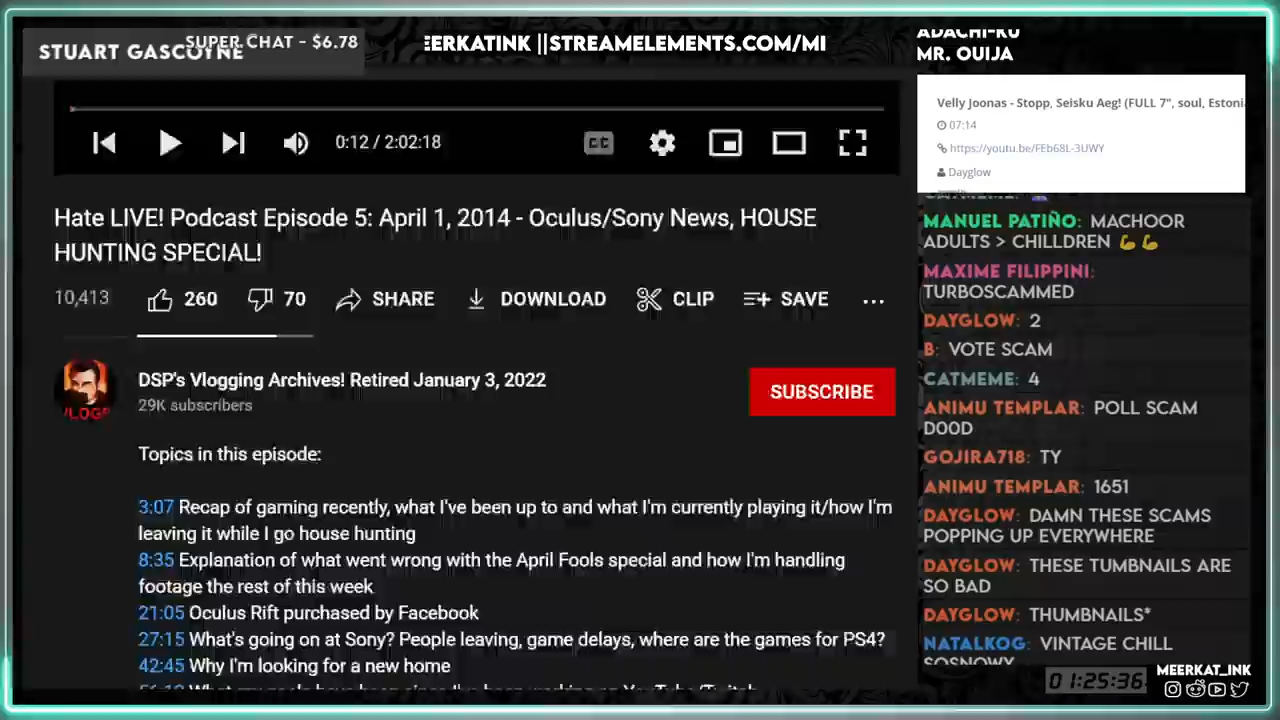 STUART GASCOYNE
SUPER CHAT - $6.78
EERKATINK ||STREAMELEMENTS.COM/MI
ADACHI-KU
MR. OUIJA
0:12 / 2:02:18
CC
Hate LIVE! Podcast Episode 5: April 1, 2014 - Oculus/Sony News, HOUSE
HUNTING SPECIAL!
10,413 260 70 SHARE DOWNLOAD CLIP SAVE ...
DSP's Vlogging Archives! Retired January 3, 2022
29K subscribers
SUBSCRIBE
Topics in this episode:
3:07 Recap of gaming recently, what I've been up to and what I'm currently playing it/how I'm
leaving it while I go house hunting
8:35 Explanation of what went wrong with the April Fools special and how I'm handling
footage the rest of this week
21:05 Oculus Rift purchased by Facebook
27:15 What's going on at Sony? People leaving, game delays, where are the games for PS4?
42:45 Why I'm looking for a new home
Velly Joonas - Stopp, Seisku Aeg! (FULL 7", soul, Estoni
07:14
https://youtu.be/FEb68L-3UWY
Dayglow
MANUEL PATIÑO: MACHOOR
ADULTS > CHILLDREN 💪💪
MAXIME FILIPPINI:
TURBOSCAMMED
DAYGLOW: 2
B: VOTE SCAM
CATMEME: 4
ANIMU TEMPLAR: POLL SCAM
DOOD
GOJIRA718: TY
ANIMU TEMPLAR: 1651
DAYGLOW: DAMN THESE SCAMS
POPPING UP EVERYWHERE
DAYGLOW: THESE TUMBNAILS ARE
SO BAD
DAYGLOW: THUMBNAILS*
NATALKOG: VINTAGE CHILL
SOSNOWY
01:25:36
MEERKAT_INK